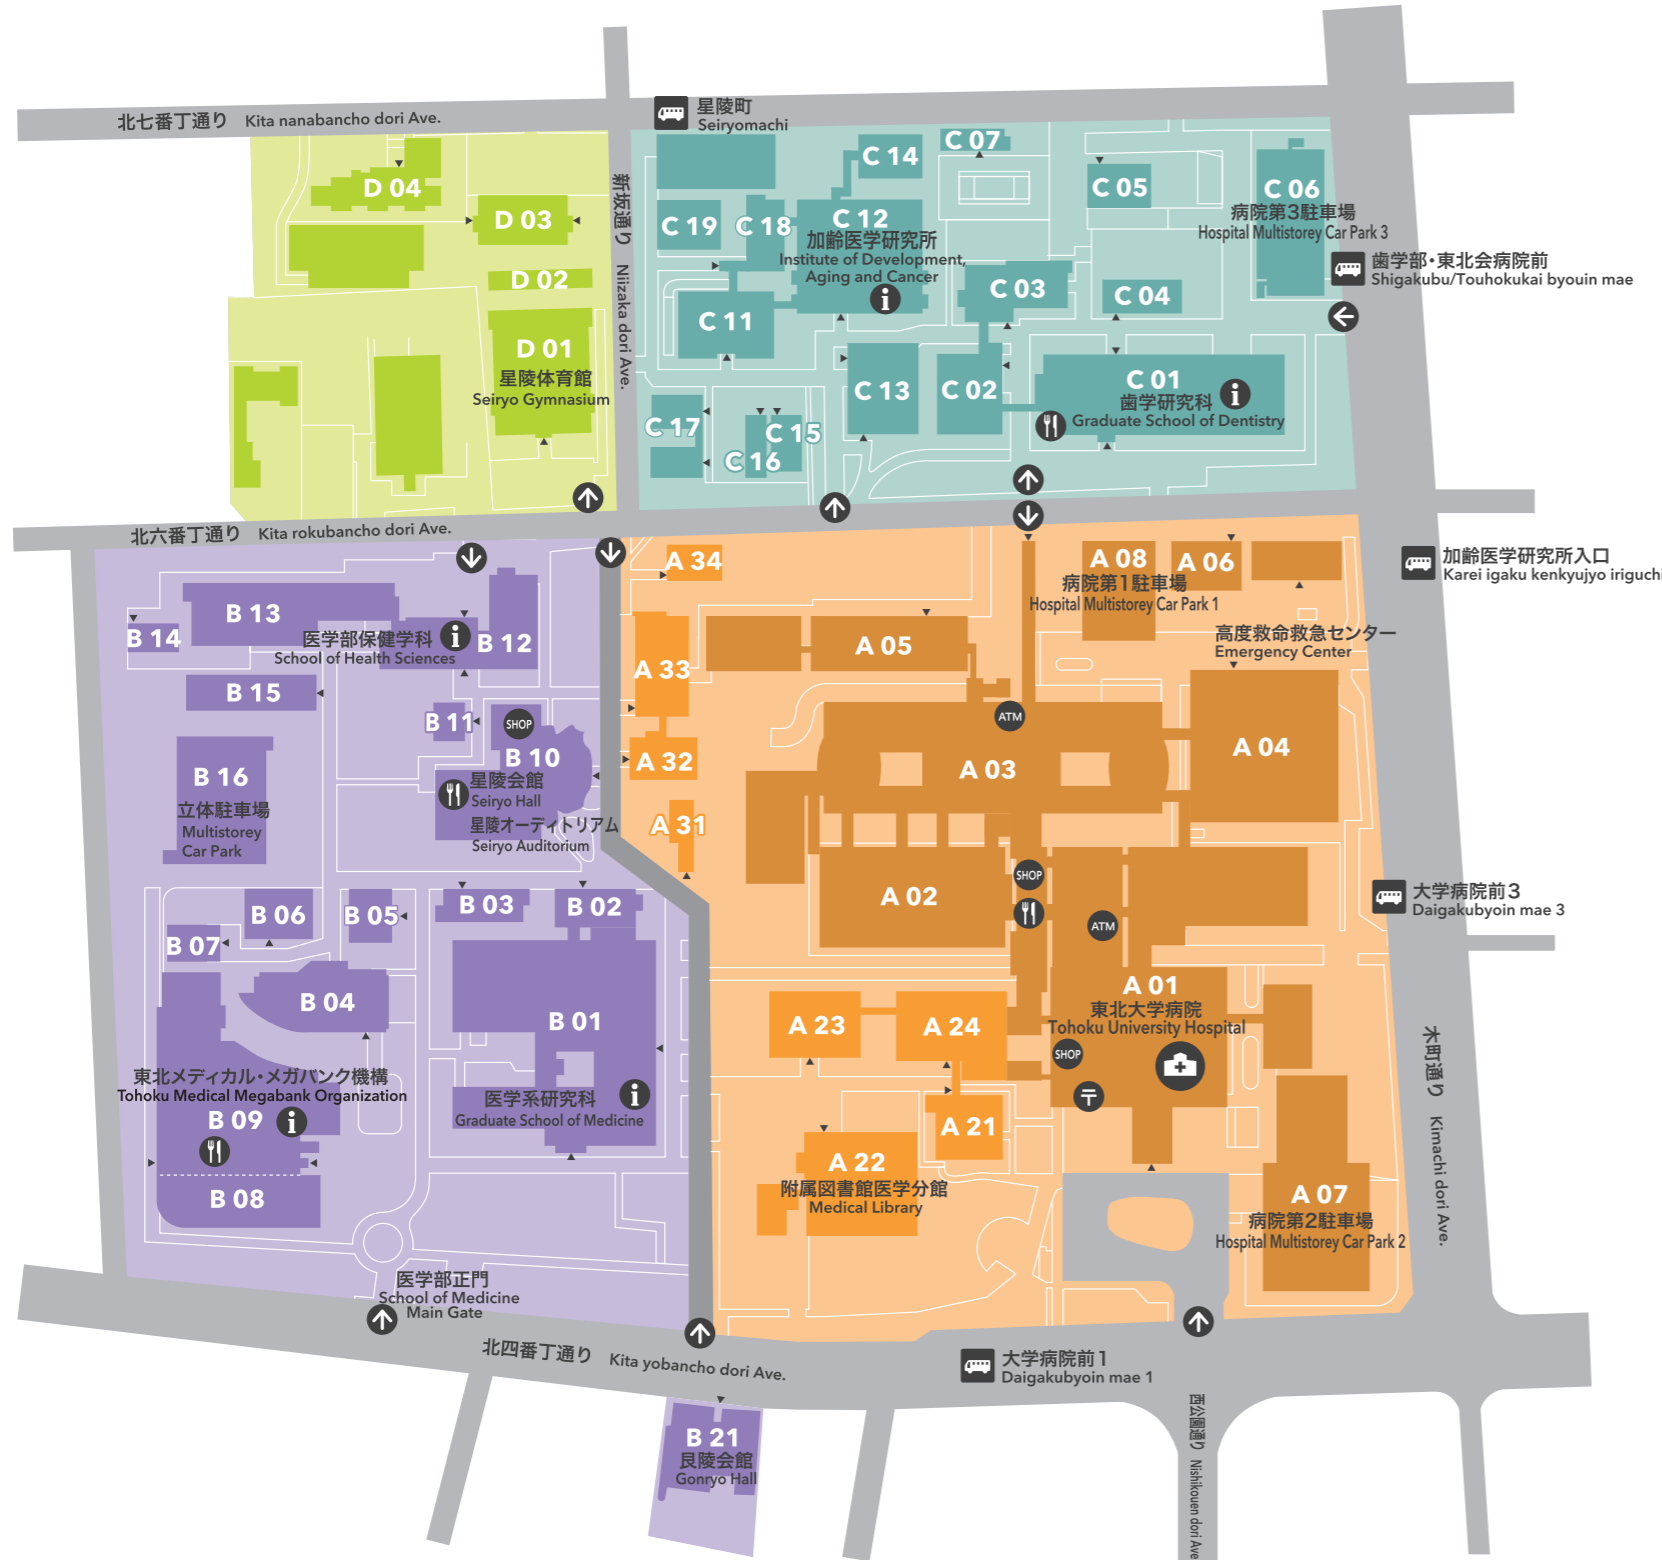 北七番丁通り Kita nanabancho dori Ave.
星陵町
Seiryomachi
新坂通り Niizaka dori Ave.
D 04
D 03
D 02
D 01
星陵体育館
Seiryo Gymnasium
C 14
C 07
C 05
C 06
病院第3駐車場
Hospital Multistorey Car Park 3
歯学部・東北会病院前
Shigakubu/Touhokukai byouin mae
C 19
C 18
C 12
加齢医学研究所
Institute of Development,
Aging and Cancer
C 03
C 04
C 11
C 13
C 02
C 01
歯学研究科
Graduate School of Dentistry
C 17
C 15
C 16
北六番丁通り Kita rokubancho dori Ave.
加齢医学研究所入口
Karei igaku kenkyujyo iriguchi
A 34
A 08
病院第1駐車場
Hospital Multistorey Car Park 1
A 06
高度救命救急センター
Emergency Center
B 13
B 14
医学部保健学科
School of Health Sciences
B 12
B 15
B 11
SHOP
B 10
星陵会館
Seiryo Hall
星陵オーディトリアム
Seiryo Auditorium
B 16
立体駐車場
Multistorey
Car Park
A 33
A 05
A 32
A 31
ATM
A 03
A 04
A 02
SHOP
ATM
大学病院前3
Daigakubyoin mae 3
B 06
B 05
B 03
B 02
B 07
B 04
B 01
医学系研究科
Graduate School of Medicine
東北メディカル・メガバンク機構
Tohoku Medical Megabank Organization
B 09
B 08
A 23
A 24
A 01
東北大学病院
Tohoku University Hospital
SHOP
〒
A 21
A 22
附属図書館医学分館
Medical Library
A 07
病院第2駐車場
Hospital Multistorey Car Park 2
木町通り Kimachi dori Ave.
医学部正門
School of Medicine
Main Gate
北四番丁通り Kita yobancho dori Ave.
大学病院前1
Daigakubyoin mae 1
西公園通り Nishikouen dori Ave
B 21
艮陵会館
Gonryo Hall